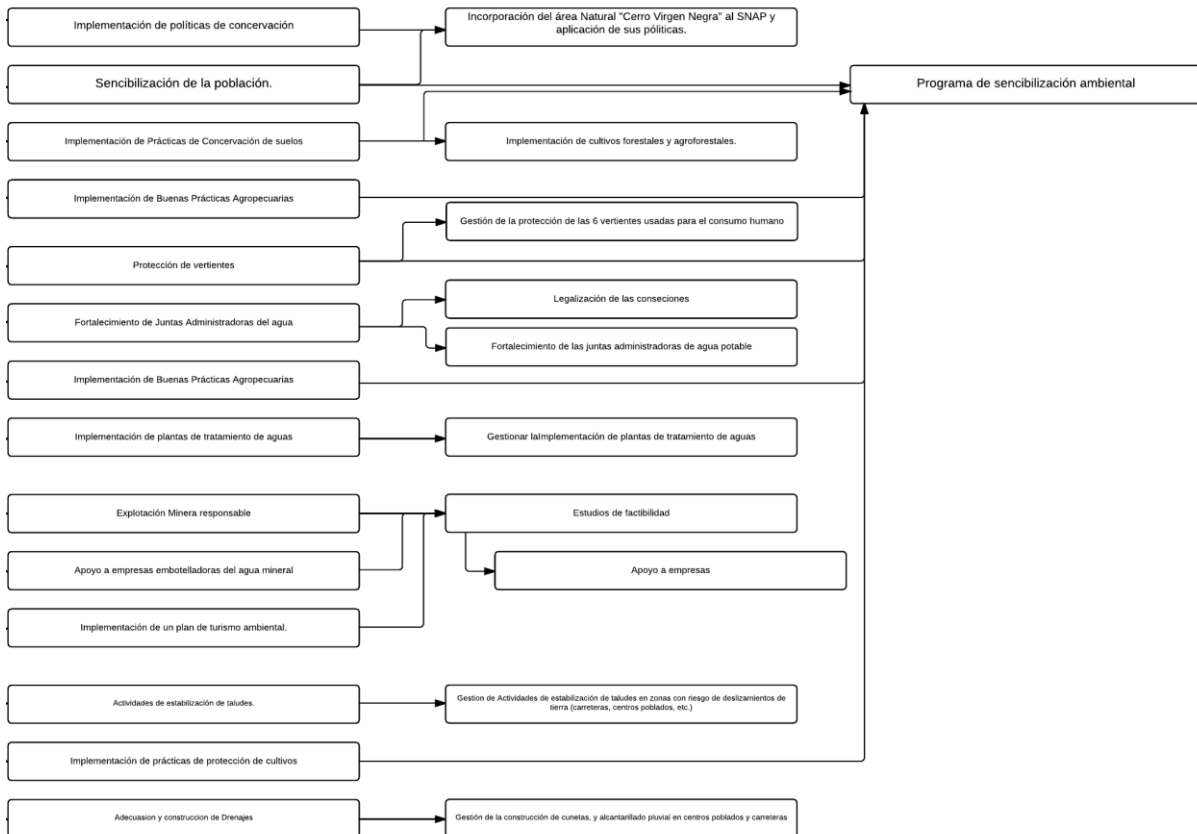 Implementación de políticas de concervación
Incorporación del área Natural "Cerro Virgen Negra" al SNAP y
aplicación de sus póliticas.
Sencibilización de la población.
Programa de sencibilización ambiental
Implementación de Prácticas de Concervación de suelos
Implementación de cultivos forestales y agroforestales.
Implementación de Buenas Prácticas Agropecuarias
Gestión de la protección de las 6 vertientes usadas para el consumo humano
Protección de vertientes
Legalización de las conseciones
Fortalecimiento de Juntas Administradoras del agua
Fortalecimiento de las juntas administradoras de agua potable
Implementación de Buenas Prácticas Agropecuarias
Implementación de plantas de tratamiento de aguas
Gestionar laImplementación de plantas de tratamiento de aguas
Explotación Minera responsable
Estudios de factibilidad
Apoyo a empresas embotelladoras del agua mineral
Apoyo a empresas
Implementación de un plan de turismo ambiental.
Actividades de estabilización de taludes.
Gestion de Actividades de estabilización de taludes en zonas con riesgo de deslizamientos de
tierra (carreteras, centros poblados, etc.)
Implementación de prácticas de protección de cultivos
Adecuasion y construccion de Drenajes
Gestión de la construcción de cunetas, y alcantarillado pluvial en centros poblados y carreteras